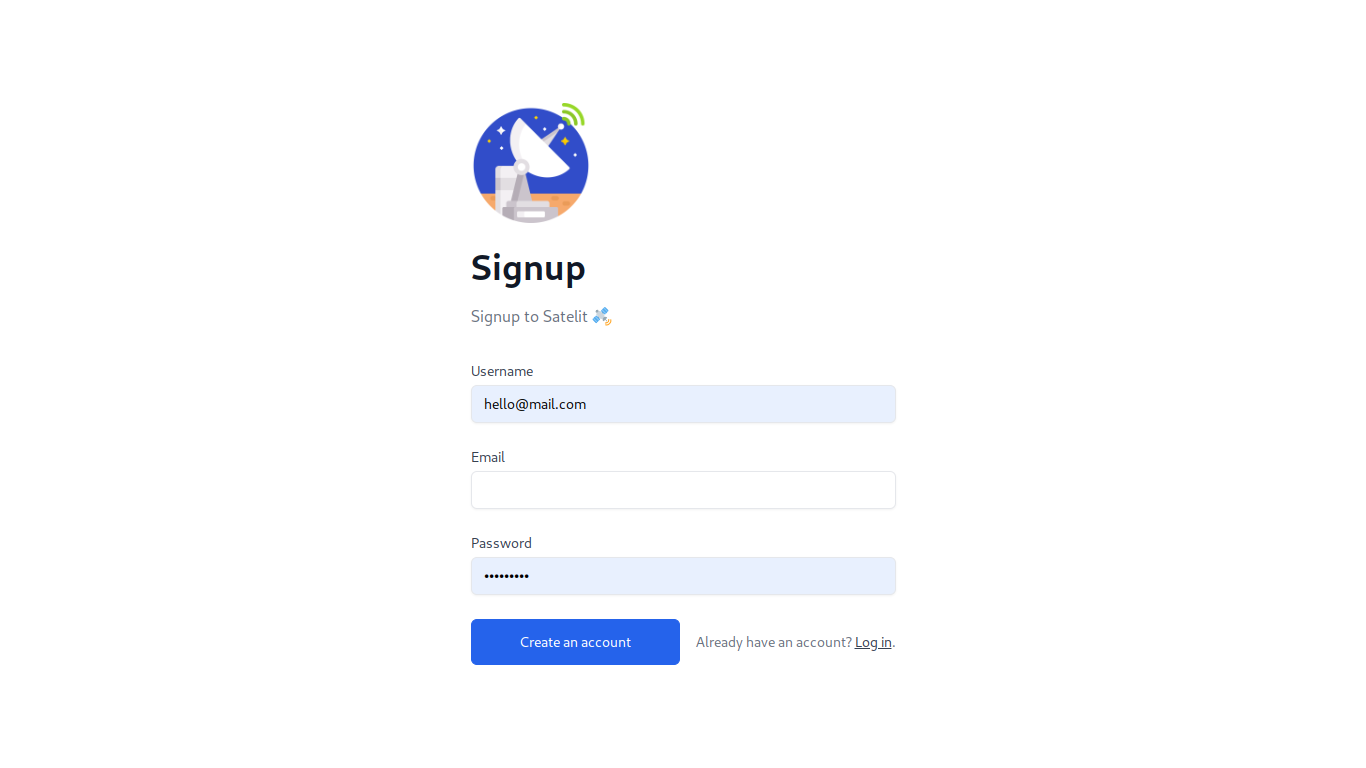 Signup
Signup to Satelit 🛰️
Username
hello@mail.com
Email
Password
•••••••••
Create an account
Already have an account? Log in.